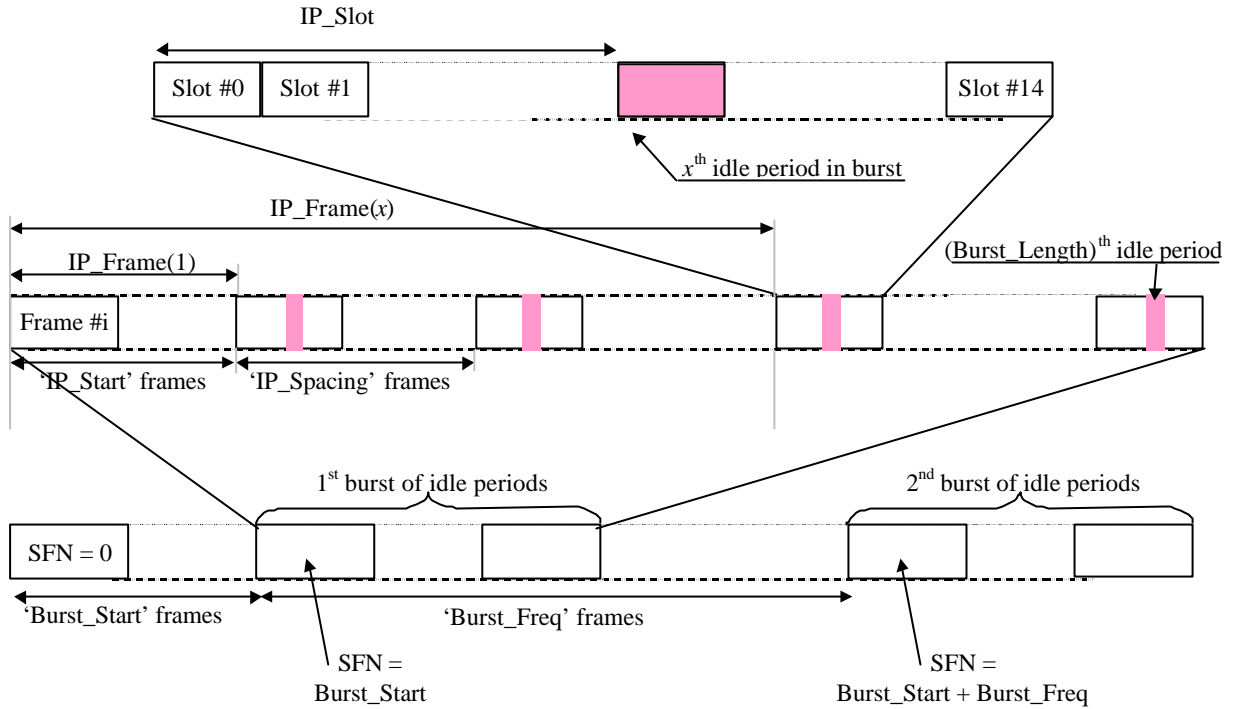 IP_Slot
Slot #0 Slot #1 Slot #14
xth idle period in burst
IP_Frame(x)
IP_Frame(1)
(Burst_Length)th idle period
Frame #i
‘IP_Start’ frames ‘IP_Spacing’ frames
1st burst of idle periods 2nd burst of idle periods
SFN = 0
‘Burst_Start’ frames ‘Burst_Freq’ frames
SFN =
Burst_Start
SFN =
Burst_Start + Burst_Freq